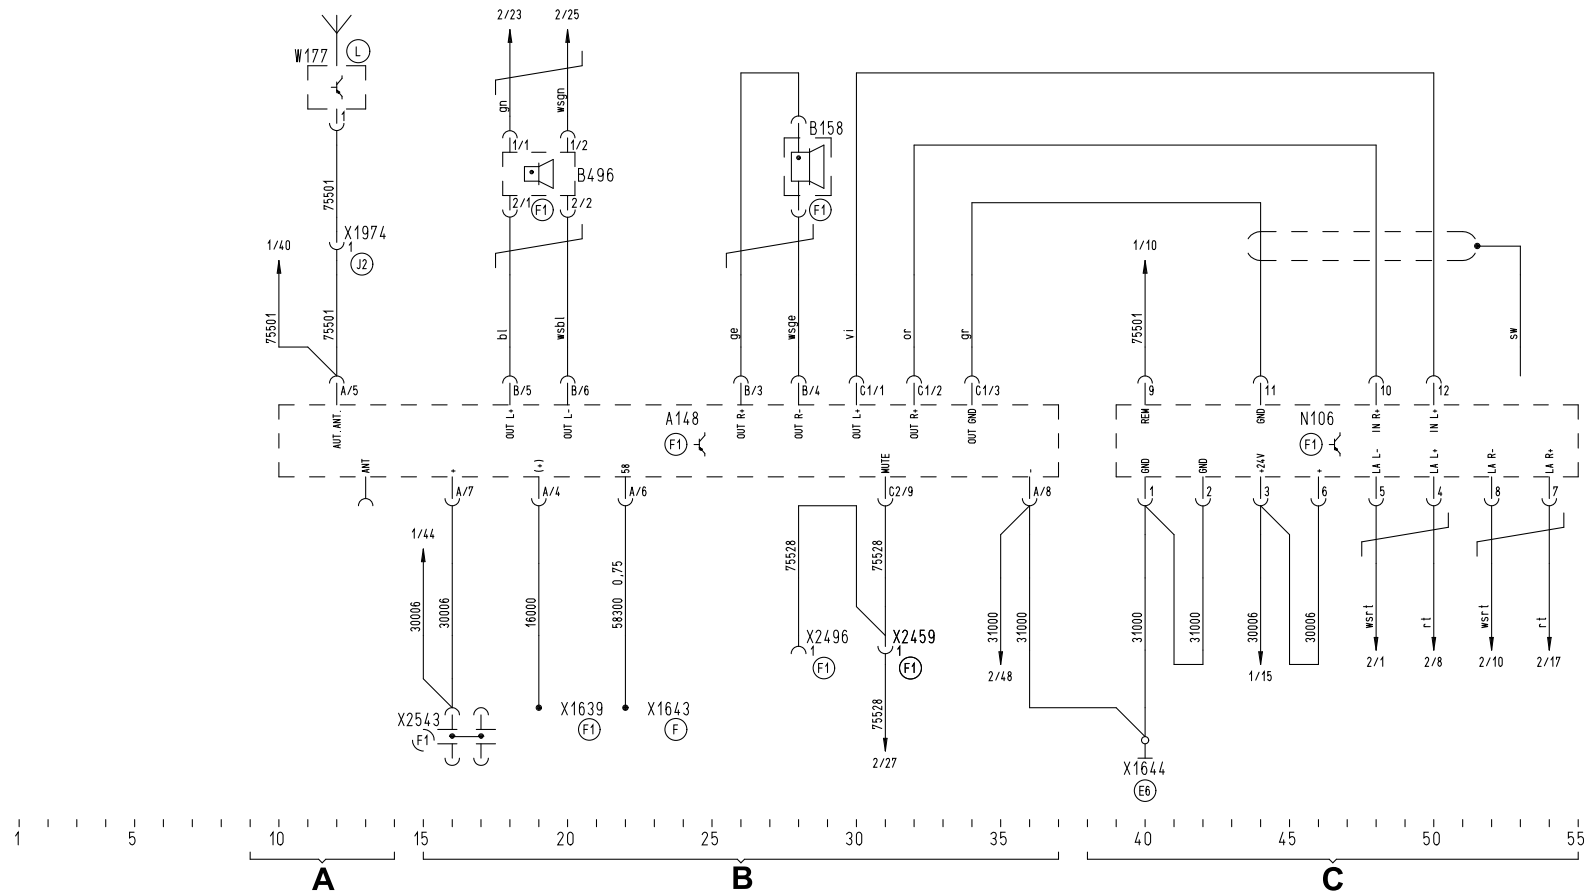 2/23 2/25
W177 L
gn wsgn
1
B158
1/1 1/2
B496
2/1 F1 2/2
F1
75501
X1974
1
J2
1/40 1/10
75501 75501 bl wsbl ge wsge vi or gr 75501 sw
A/5 B/5 B/6 B/3 B/4 C1/1 C1/2 C1/3 9 11 10 12
AUT.ANT. OUT L+ OUT L- OUT R+ OUT R- OUT L+ OUT R+ OUT GND REM GND IN R+ IN L+
A148 N106
F1 F1
ANT + (+) 58 MUTE - GND GND +24V + LA L- LA L+ LA R- LA R+
A/7 A/4 A/6 C2/9 A/8 1 2 3 6 5 4 8 7
1/44
75528 75528
30006 30006 16000 58300 0,75 31000 31000 31000 31000 30006 30006 wsrt rt wsrt rt
X2496 X2459
1 1
F1 F1
2/48 1/15 2/1 2/8 2/10 2/17
X2543 X1639 X1643
F1 F1 F
75528
2/27
X1644
E6
1 5 10 15 20 25 30 35 40 45 50 55
A B C